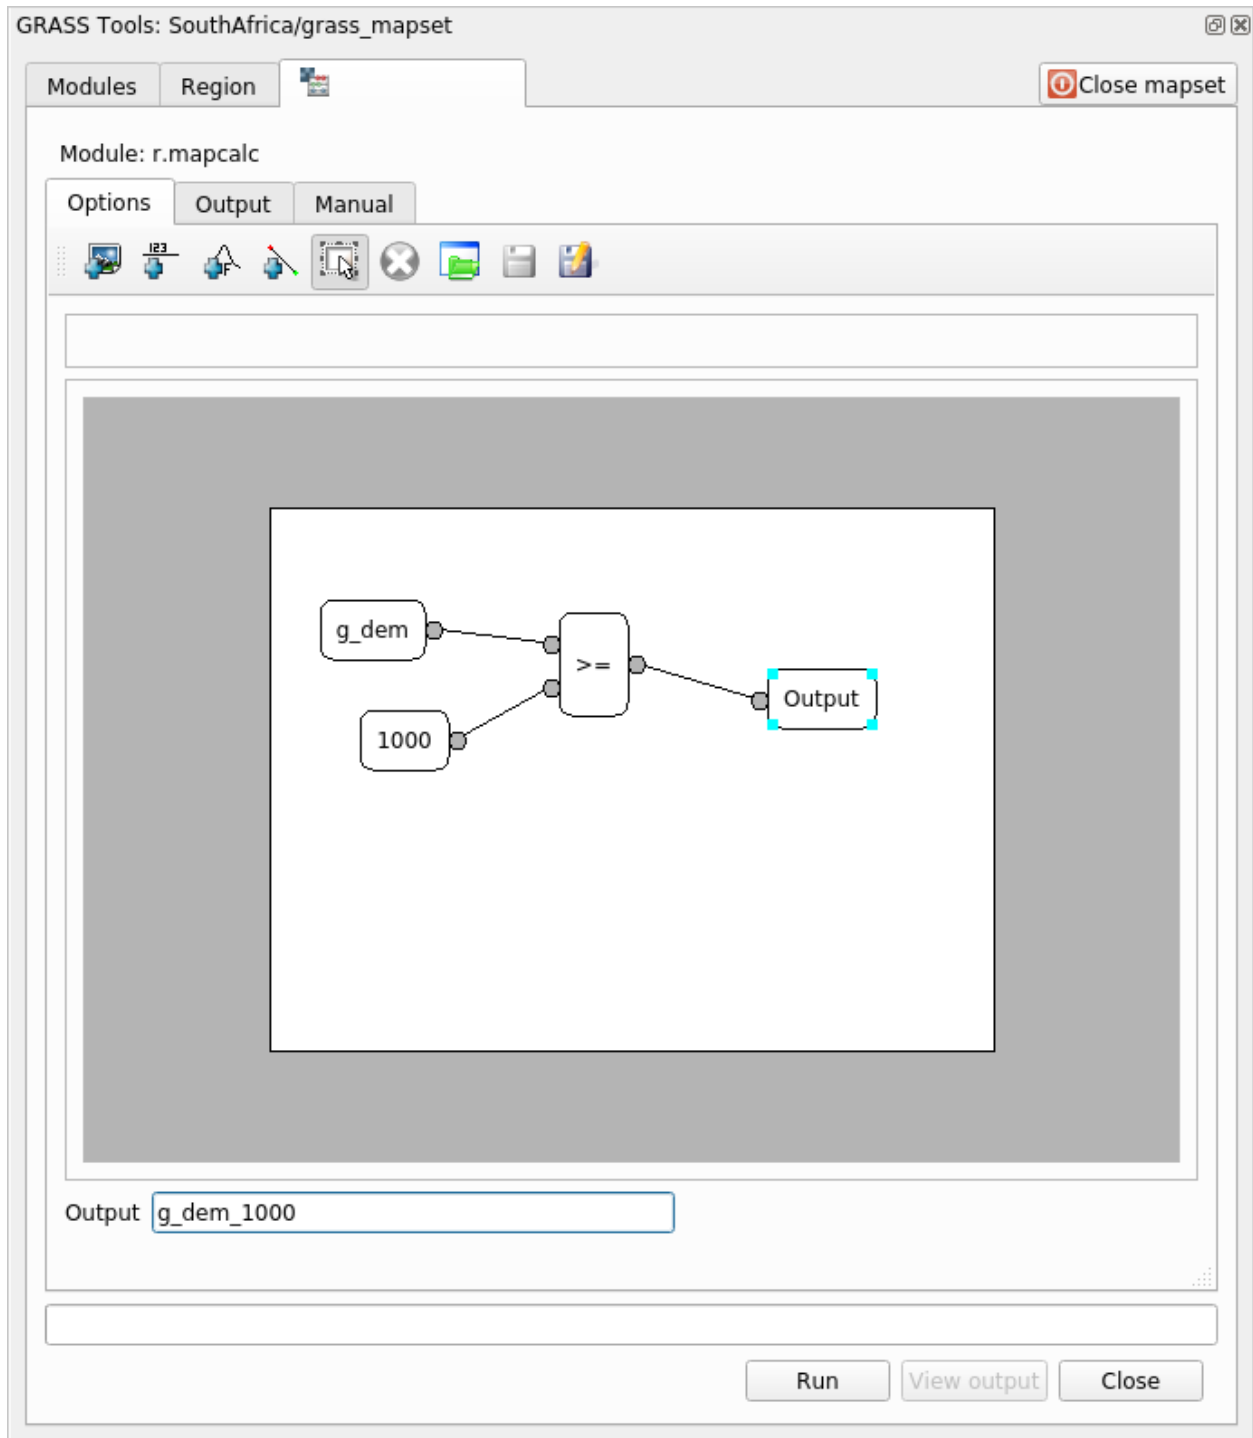 GRASS Tools: SouthAfrica/grass_mapset
Modules Region Close mapset
Module: r.mapcalc
Options Output Manual
123
F
g_dem
>=
1000
Output
Output g_dem_1000
Run View output Close